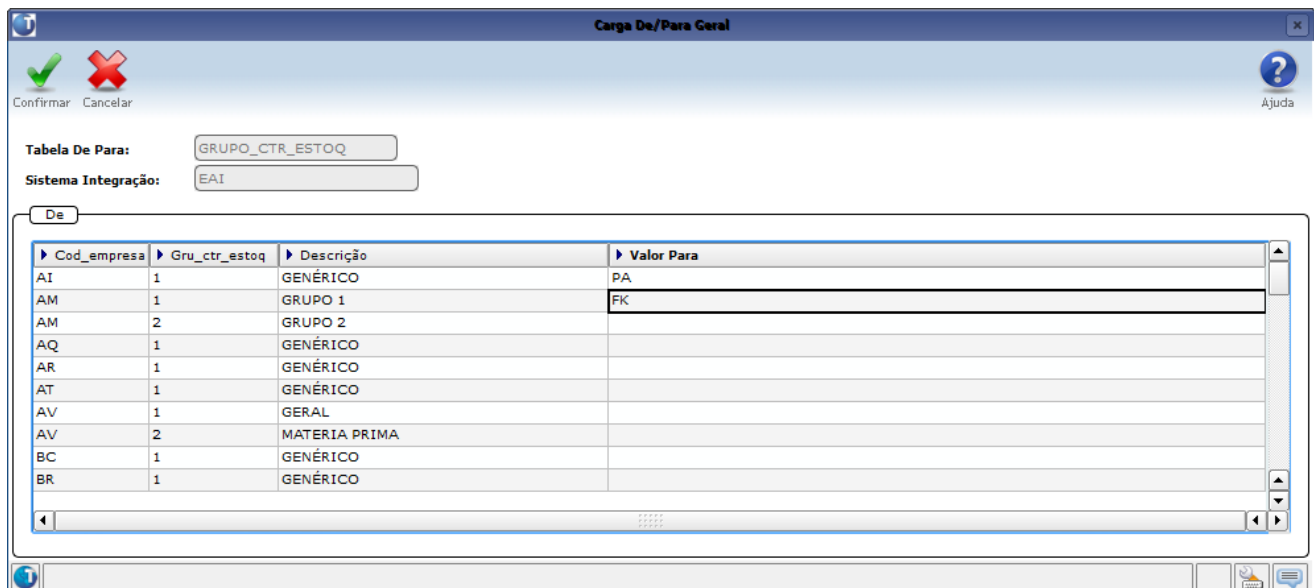 Carga De/Para Geral
Confirmar Cancelar Ajuda
Tabela De Para: GRUPO_CTR_ESTOQ
Sistema Integração: EAI
De
Cod_empresa Gru_ctr_estoq Descrição Valor Para
AI 1 GENÉRICO PA
AM 1 GRUPO 1 FK
AM 2 GRUPO 2
AQ 1 GENÉRICO
AR 1 GENÉRICO
AT 1 GENÉRICO
AV 1 GERAL
AV 2 MATERIA PRIMA
BC 1 GENÉRICO
BR 1 GENÉRICO